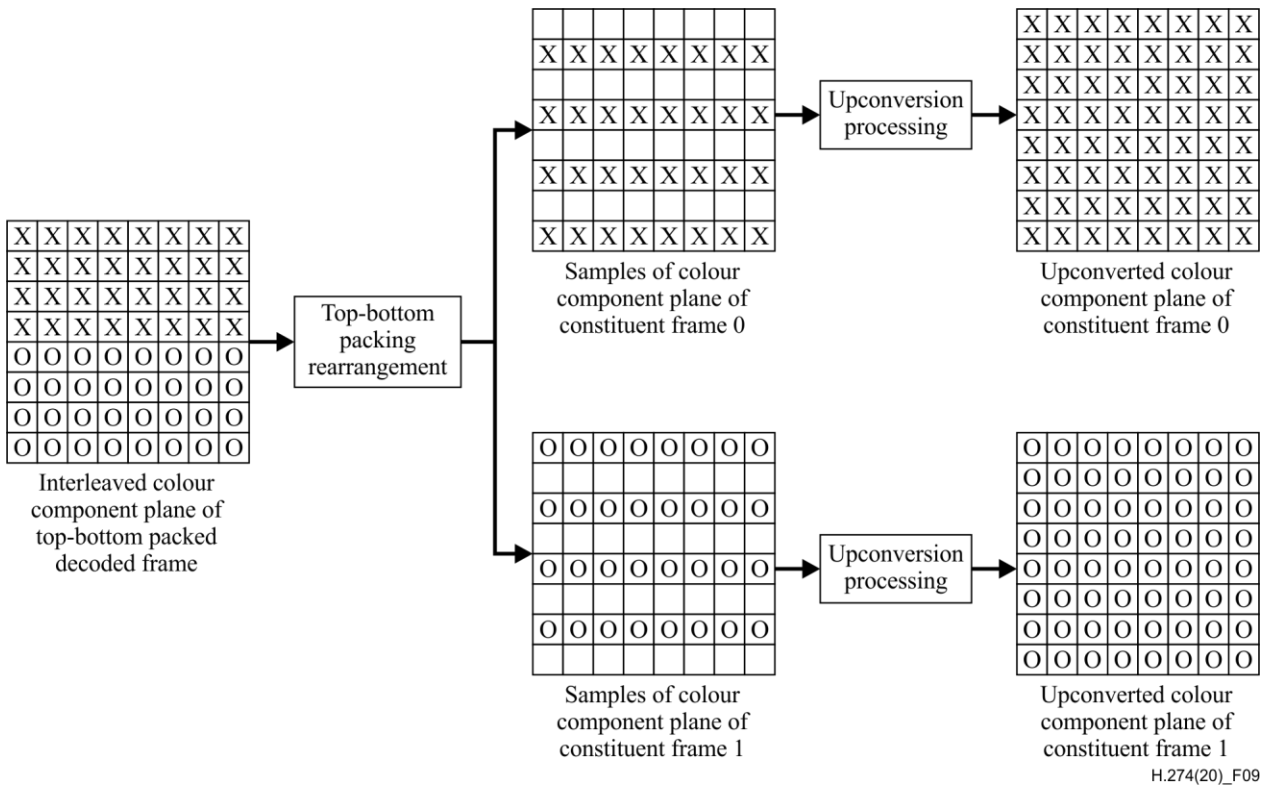 X X X X X X X X
X X X X X X X X
X X X X X X X X
X X X X X X X X
O O O O O O O O
O O O O O O O O
O O O O O O O O
O O O O O O O O
Interleaved colour
component plane of
top-bottom packed
decoded frame
Top-bottom
packing
rearrangement
X X X X X X X X
X X X X X X X X
X X X X X X X X
X X X X X X X X
Samples of colour
component plane of
constituent frame 0
Upconversion
processing
X X X X X X X X
X X X X X X X X
X X X X X X X X
X X X X X X X X
X X X X X X X X
X X X X X X X X
X X X X X X X X
X X X X X X X X
Upconverted colour
component plane of
constituent frame 0
O O O O O O O O
O O O O O O O O
O O O O O O O O
O O O O O O O O
Samples of colour
component plane of
constituent frame 1
Upconversion
processing
O O O O O O O O
O O O O O O O O
O O O O O O O O
O O O O O O O O
O O O O O O O O
O O O O O O O O
O O O O O O O O
O O O O O O O O
Upconverted colour
component plane of
constituent frame 1
H.274(20)_F09